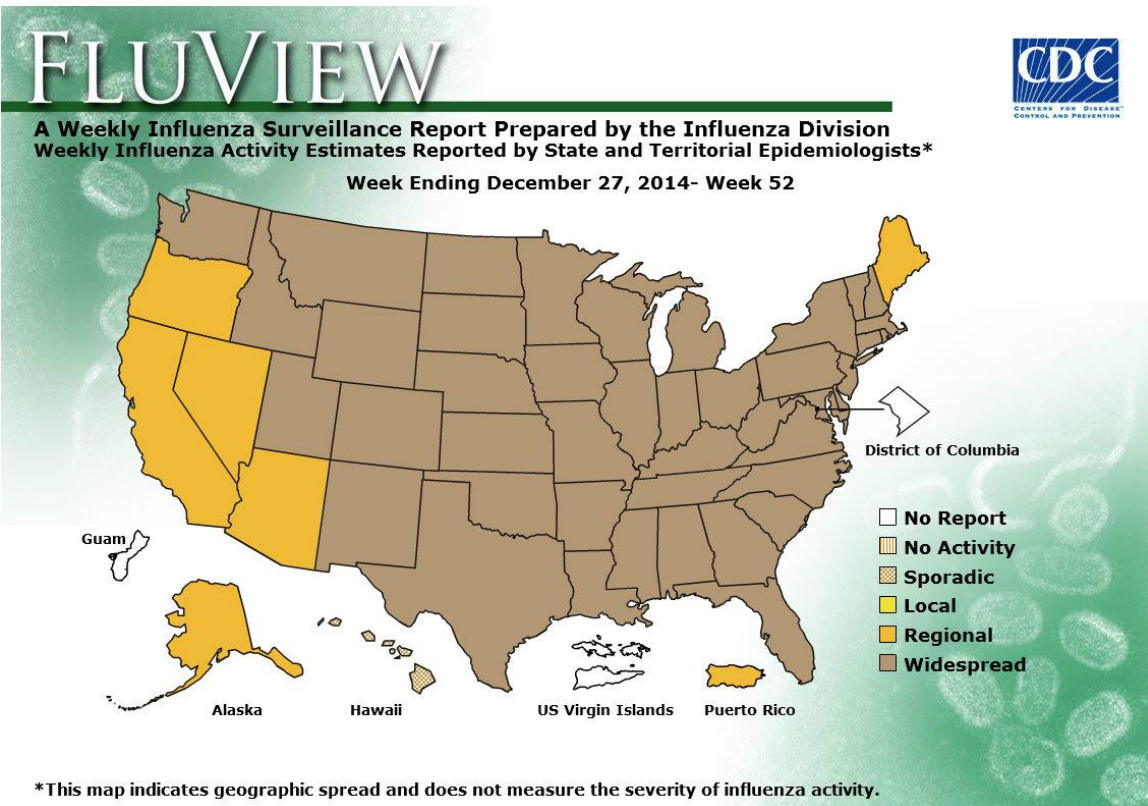 FLUVIEW
CDC
CENTERS FOR DISEASE™
CONTROL AND PREVENTION
A Weekly Influenza Surveillance Report Prepared by the Influenza Division
Weekly Influenza Activity Estimates Reported by State and Territorial Epidemiologists*
Week Ending December 27, 2014- Week 52
District of Columbia
No Report
No Activity
Sporadic
Local
Regional
Widespread
Guam
Alaska
Hawaii
US Virgin Islands
Puerto Rico
*This map indicates geographic spread and does not measure the severity of influenza activity.